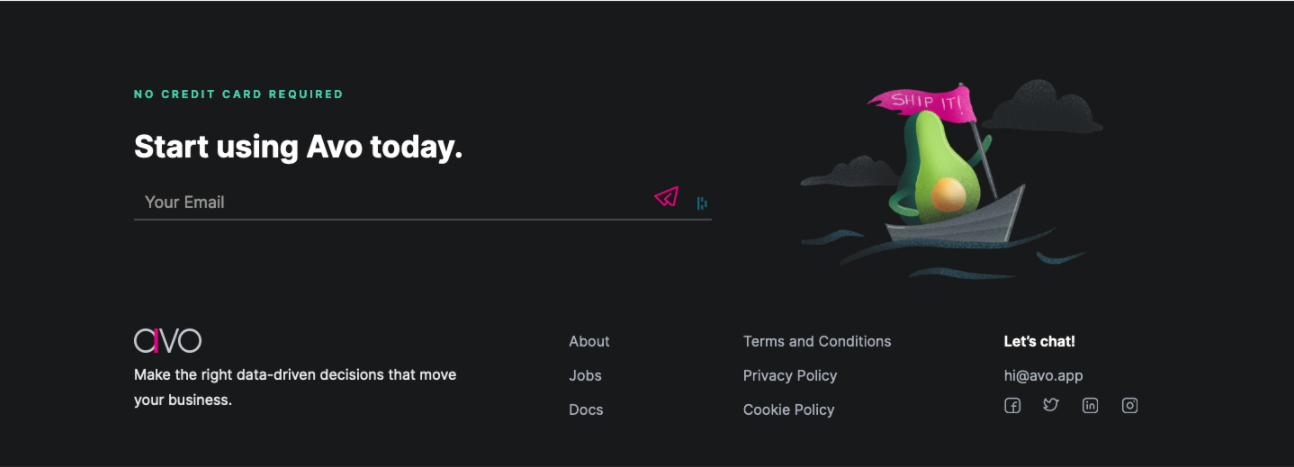 NO CREDIT CARD REQUIRED
Start using Avo today.
Your Email
SHIP IT!
avo
Make the right data-driven decisions that move
your business.
About
Jobs
Docs
Terms and Conditions
Privacy Policy
Cookie Policy
Let's chat!
hi@avo.app